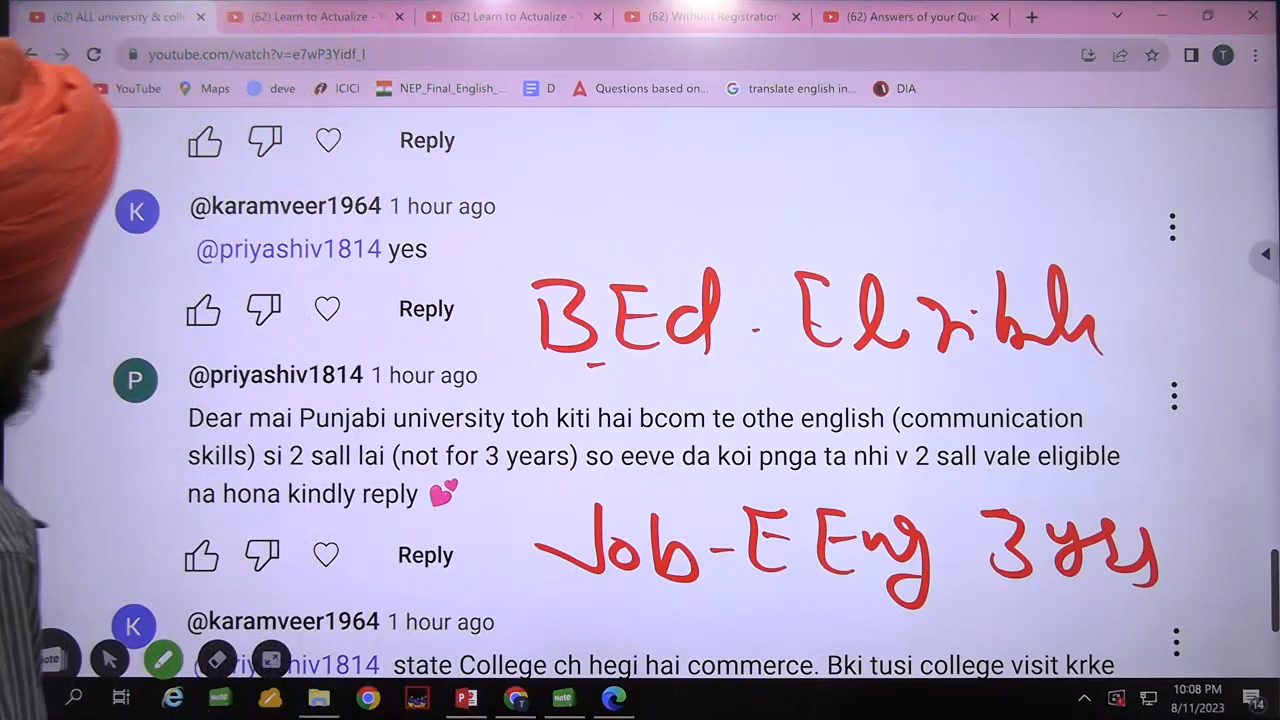 (62) ALL university & coll
(62) Learn to Actualize -
(62) Learn to Actualize -
(62) Without Registration
(62) Answers of your Que
youtube.com/watch?v=e7wP3Yidf_I
T
YouTube
Maps
deve
ICICI
NEP_Final_English_...
D
Questions based on...
translate english in...
DIA
Reply
K
@karamveer1964 1 hour ago
@priyashiv1814 yes
Reply
BEd. Eligible
P
@priyashiv1814 1 hour ago
Dear mai Punjabi university toh kiti hai bcom te othe english (communication
skills) si 2 sall lai (not for 3 years) so eeve da koi pnga ta nhi v 2 sall vale eligible
na hona kindly reply 💕
Job-E Eng 3 yrs
Reply
K
@karamveer1964 1 hour ago
state College ch hegi hai commerce. Bki tusi college visit krke
Note
Note
10:08 PM
8/11/2023
14